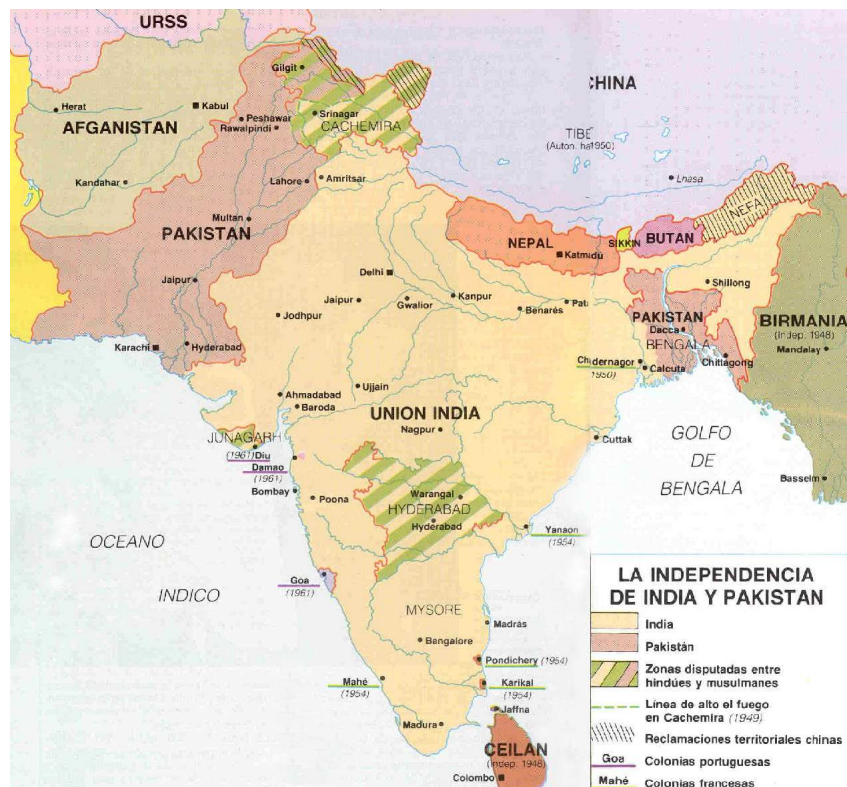 URSS
Gilgit
CHINA
Herat
Kabul
Peshawar
Srinagar
AFGANISTAN
Rawalpindi
CACHEMIRA
TIBE
(Auton. ha1950)
Kandahar
Lahore
Amritsar
Lhasa
Multan
NEFA
PAKISTAN
NEPAL
SIKKIN
BUTAN
Katmidú
Delhi
Jaipur
Shillong
Jaipur
Gwalior
Kanpur
Benarés
Pat
PAKISTAN
BIRMANIA
Jodhpur
Dacca
(Indep. 1948)
Karachi
Hyderabad
BENGALA
Mandalay
Chidernagor
Chittagong
(1950)
Calcuta
Ahmadabad
Ujjain
Baroda
UNION INDIA
JUNAGARH
Nagpur
Cuttak
GOLFO
DE
BENGALA
(1961) Diu
Damao
(1961)
Bombay
Poona
Warangal
HYDERABAD
Hyderabad
Basseim
Yanaon
(1954)
OCEANO
INDICO
Goa
(1961)
MYSORE
Madrás
Bangalore
Pondichery (1954)
Mahé
(1954)
Karikal
(1954)
Jaffna
Madura
CEILAN
(Indep. 1948)
Colombo
LA INDEPENDENCIA
DE INDIA Y PAKISTAN
India
Pakistán
Zonas disputadas entre
hindúes y musulmanes
Línea de alto el fuego
en Cachemira (1949)
Reclamaciones territoriales chinas
Goa Colonias portuguesas
Mahé Colonias francesas